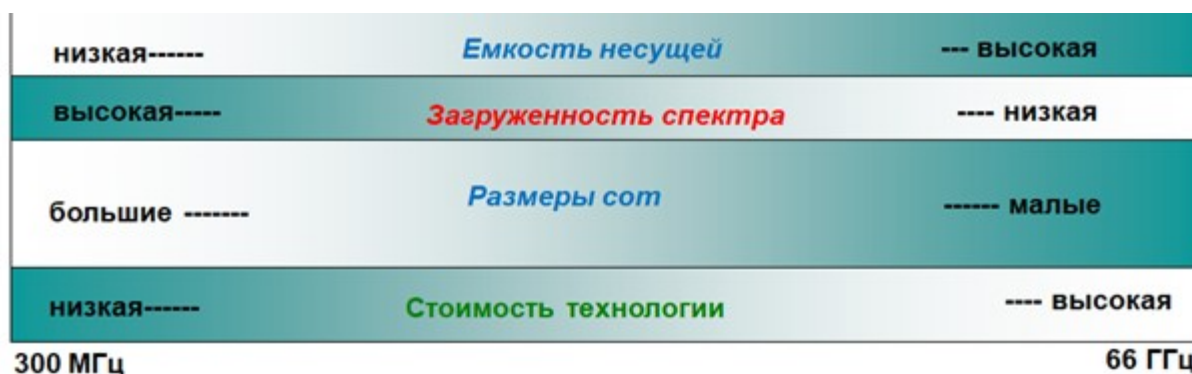 низкая------ Емкость несущей --- высокая
высокая----- Загруженность спектра ---- низкая
большие ------- Размеры сот ------ малые
низкая------ Стоимость технологии ---- высокая
300 МГц 66 ГГц